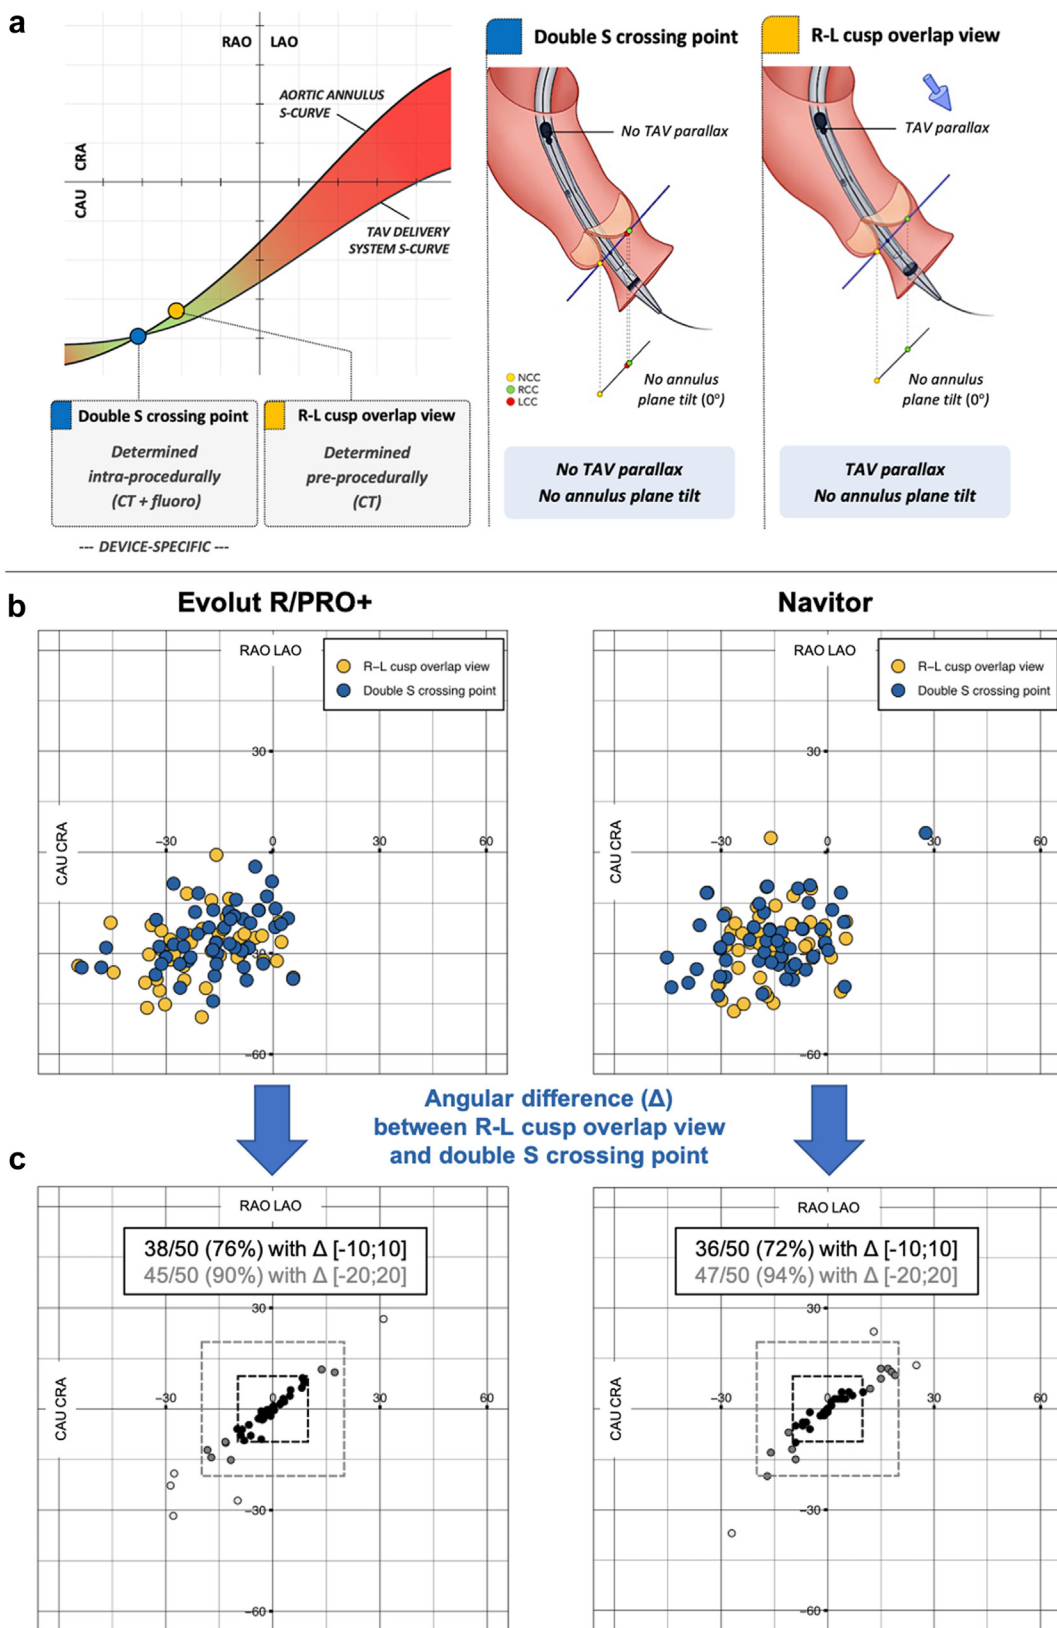 a
RAO LAO
AORTIC ANNULUS
S-CURVE
CAU CRA
TAV DELIVERY
SYSTEM S-CURVE
Double S crossing point
Determined
intra-procedurally
(CT + fluoro)
--- DEVICE-SPECIFIC ---
R-L cusp overlap view
Determined
pre-procedurally
(CT)
Double S crossing point
No TAV parallax
NCC
RCC
LCC
No annulus
plane tilt (0º)
No TAV parallax
No annulus plane tilt
R-L cusp overlap view
TAV parallax
No annulus
plane tilt (0º)
TAV parallax
No annulus plane tilt
b
Evolut R/PRO+
RAO LAO
R–L cusp overlap view
Double S crossing point
CAU CRA
30
−30
0
30
60
−30
−60
Navitor
RAO LAO
R–L cusp overlap view
Double S crossing point
CAU CRA
30
−30
0
30
60
−30
−60
Angular difference (Δ)
between R-L cusp overlap view
and double S crossing point
c
RAO LAO
38/50 (76%) with Δ [-10;10]
45/50 (90%) with Δ [-20;20]
CAU CRA
30
−30
0
30
60
−30
−60
RAO LAO
36/50 (72%) with Δ [-10;10]
47/50 (94%) with Δ [-20;20]
CAU CRA
30
−30
0
30
60
−30
−60